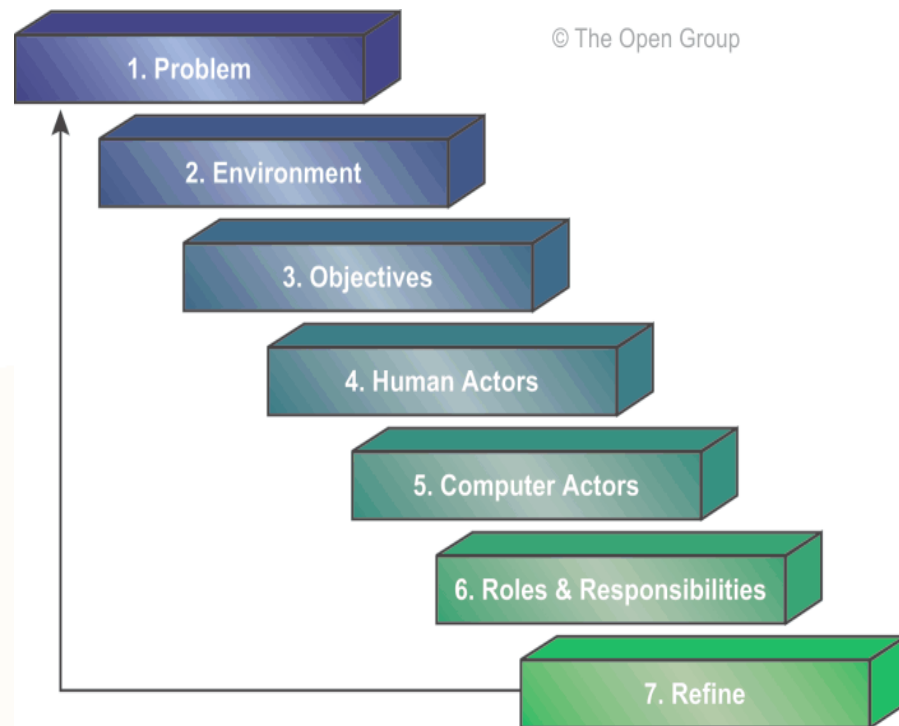 © The Open Group
1. Problem
2. Environment
3. Objectives
4. Human Actors
5. Computer Actors
6. Roles & Responsibilities
7. Refine